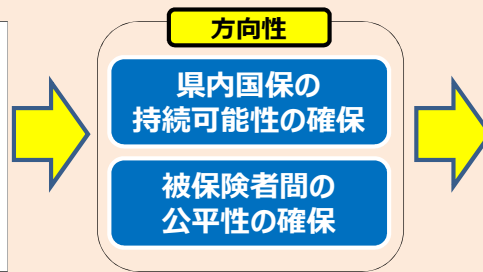 方向性
県内国保の
持続可能性の確保
被保険者間の
公平性の確保